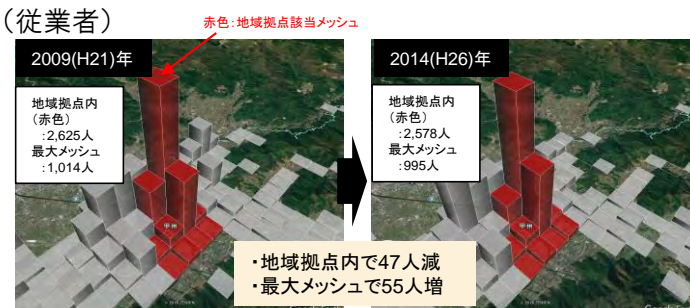 (従業者)
赤色:地域拠点該当メッシュ
2009(H21)年
地域拠点内
(赤色)
:2,625人
最大メッシュ
:1,014人
2014(H26)年
地域拠点内
(赤色)
:2,578人
最大メッシュ
:995人
・地域拠点内で47人減
・最大メッシュで55人増